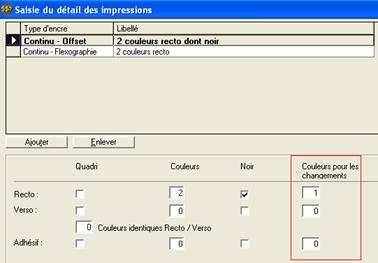 Saisie du détail des impressions
Type d'encre Libellé
Continu - Offset 2 couleurs recto dont noir
Continu - Flexographie 2 couleurs recto
Ajouter Enlever
Quadri Couleurs Noir Couleurs pour les
changements
Recto : 2 1
Verso : 0 0
0 Couleurs identiques Recto / Verso
Adhésif : 0 0